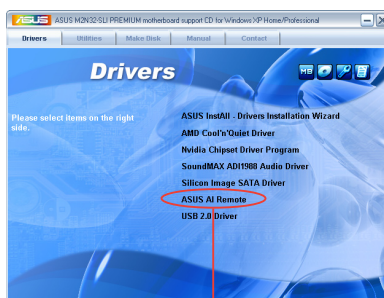 ASUS ASUS M2N32-SLI PREMIUM motherboard support CD for Windows XP Home/Professional
Drivers Utilities Make Disk Manual Contact
Drivers
MB
Please select items on the right
side.
ASUS InstAll - Drivers Installation Wizard
AMD Cool'n'Quiet Driver
Nvidia Chipset Driver Program
SoundMAX ADI1988 Audio Driver
Silicon Image SATA Driver
ASUS AI Remote
USB 2.0 Driver